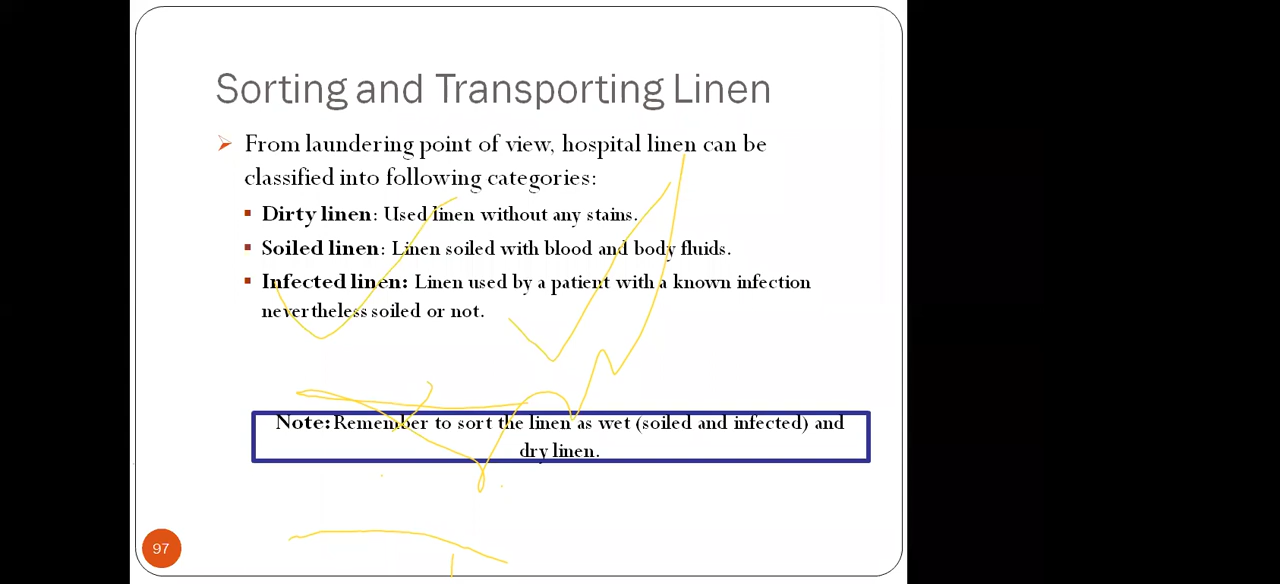 Sorting and Transporting Linen
➢ From laundering point of view, hospital linen can be
classified into following categories:
▪ Dirty linen: Used linen without any stains.
▪ Soiled linen: Linen soiled with blood and body fluids.
▪ Infected linen: Linen used by a patient with a known infection
nevertheless soiled or not.
Note: Remember to sort the linen as wet (soiled and infected) and
dry linen.
97